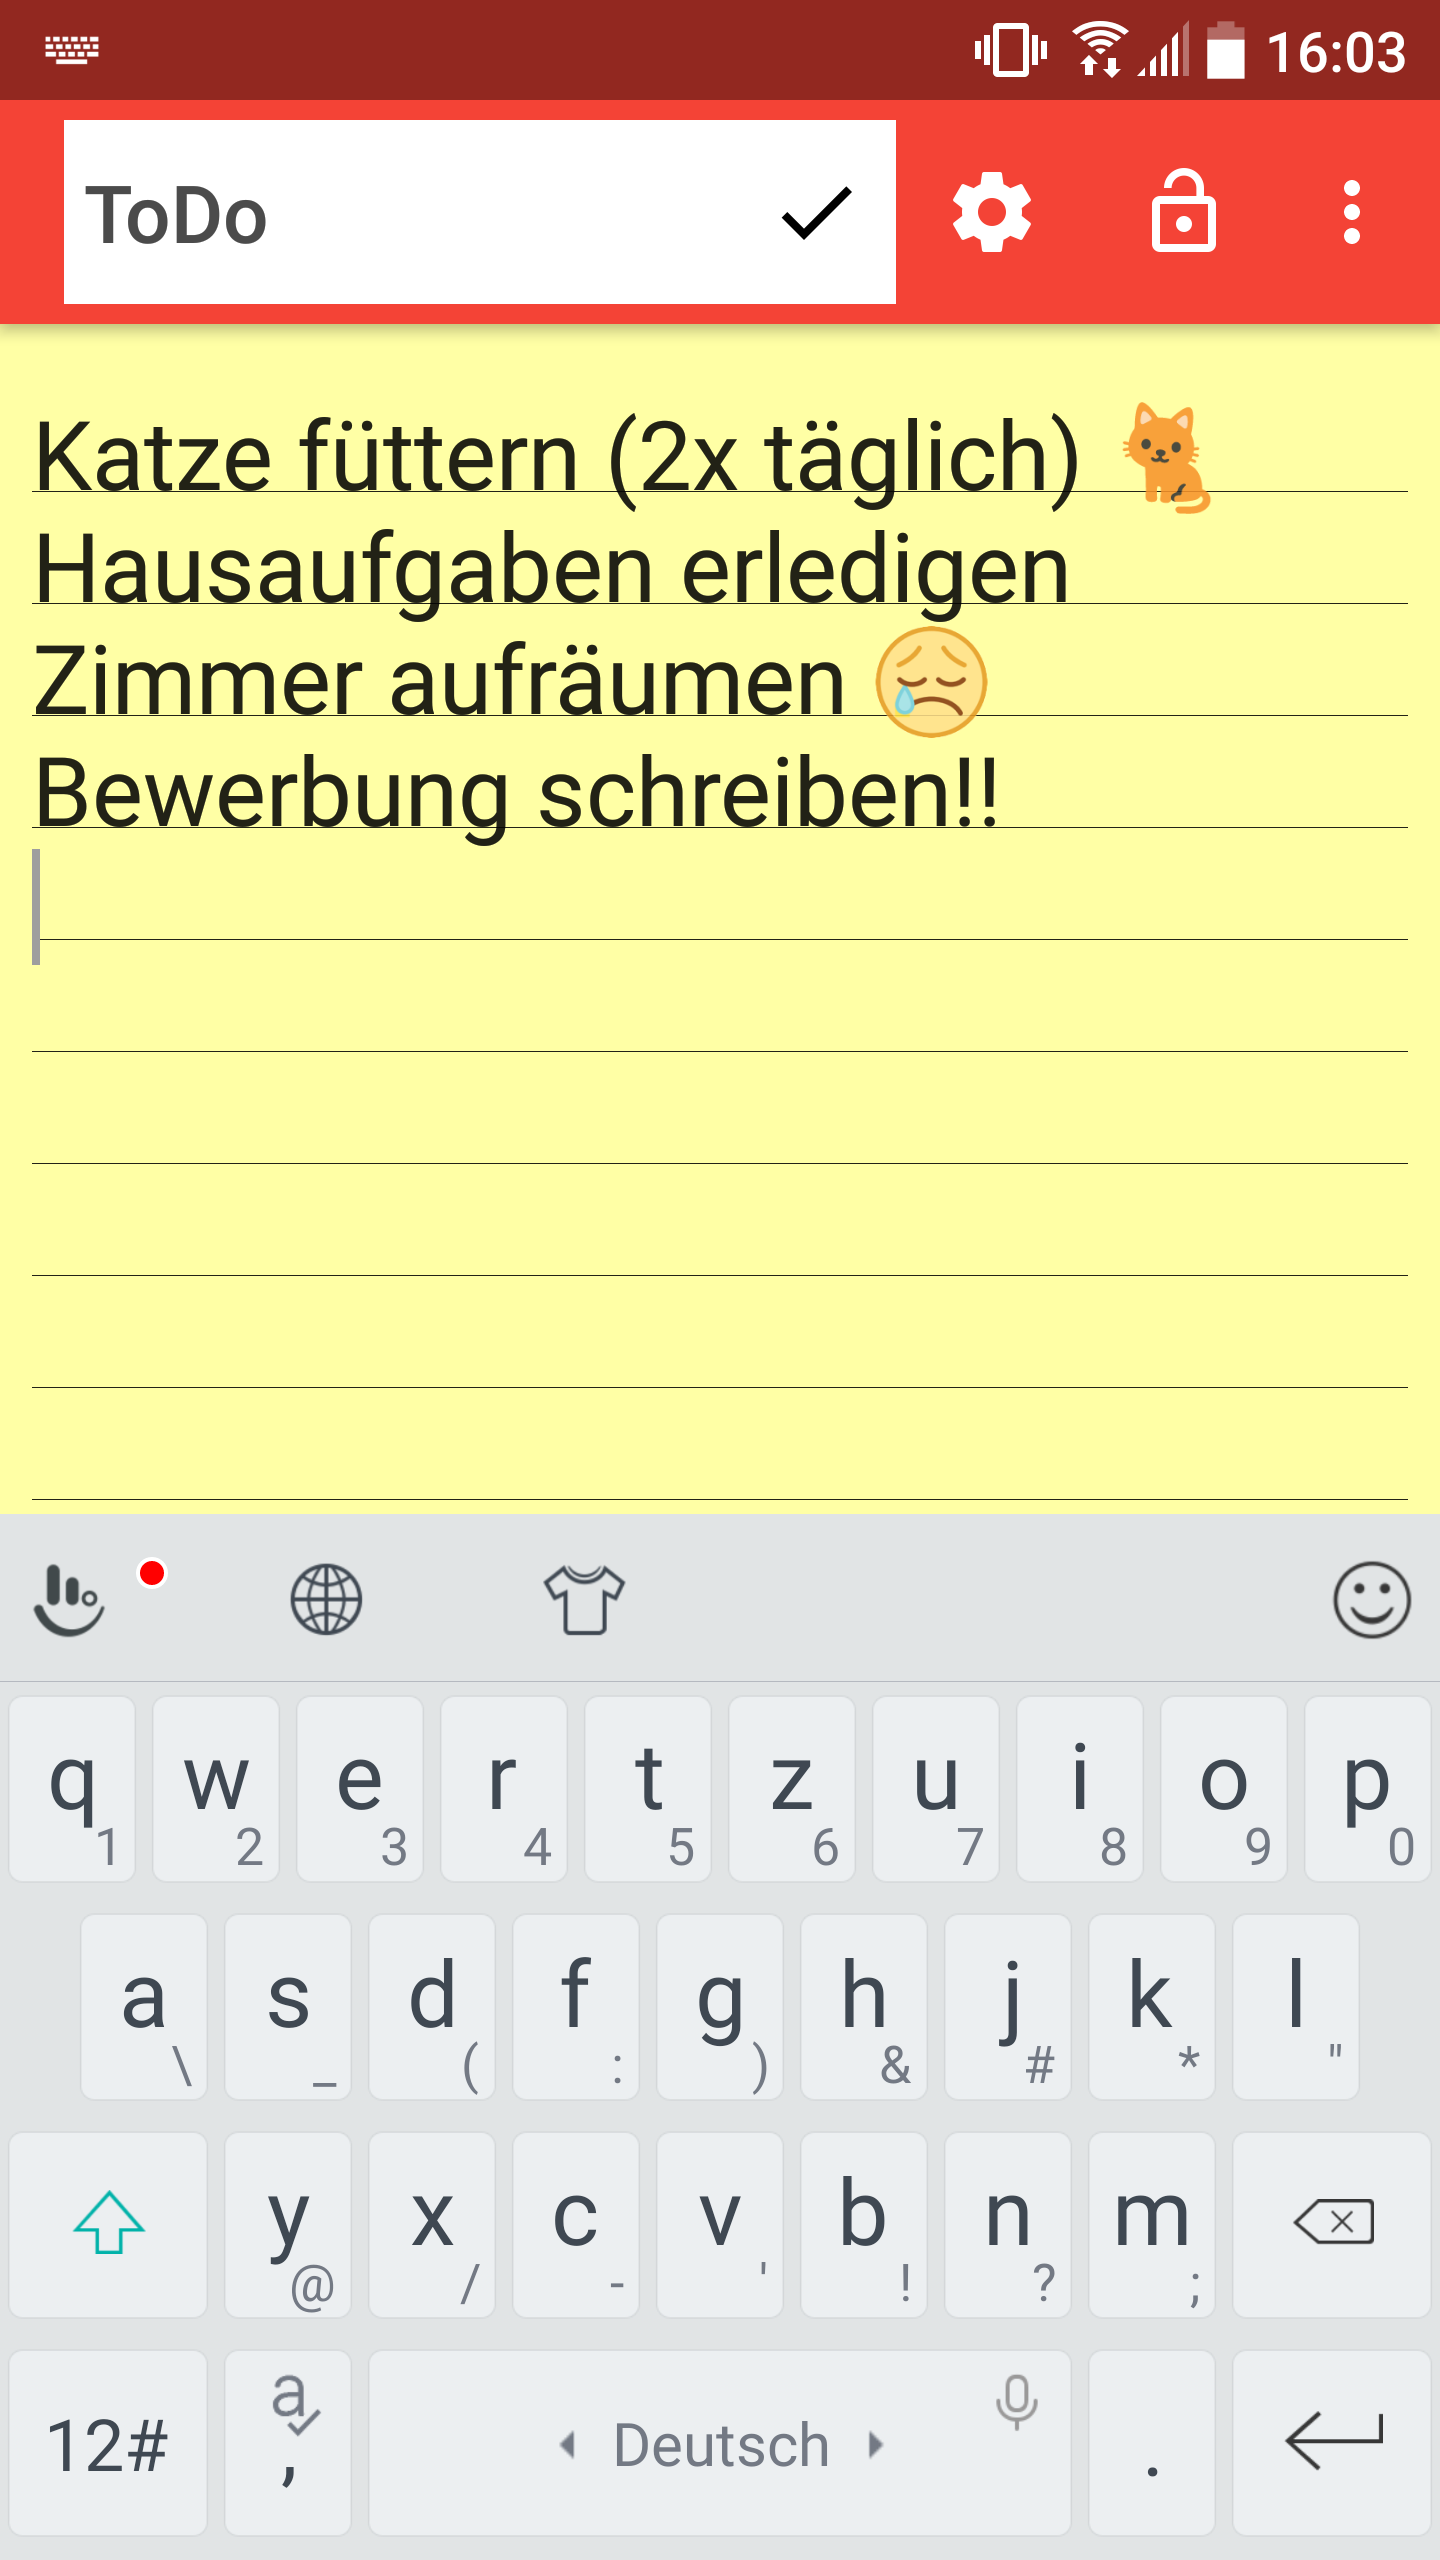 16:03
ToDo
Katze füttern (2x täglich) 🐈
Hausaufgaben erledigen
Zimmer aufräumen 😢
Bewerbung schreiben!!
q w e r t z u i o p
1 2 3 4 5 6 7 8 9 0
a s d f g h j k l
\ _ ( : ) & # * "
y x c v b n m
@ / - ' ! ? ;
a
12# , Deutsch .